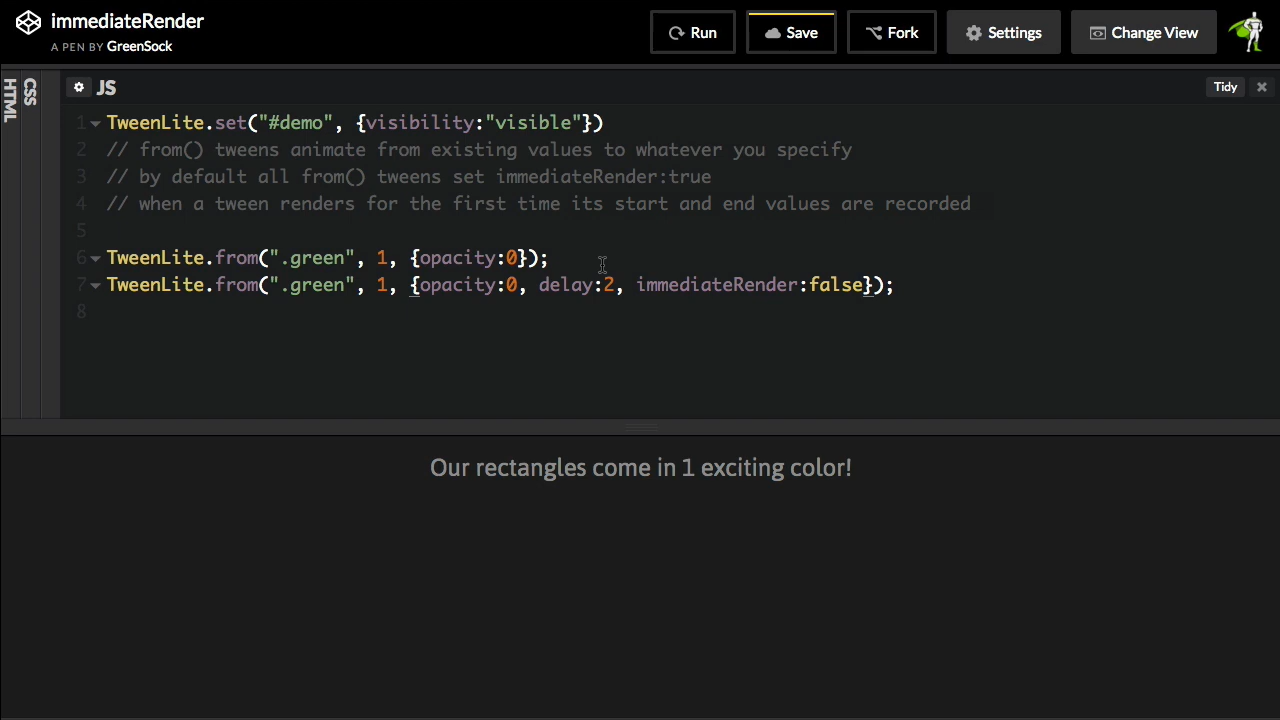 immediateRender
A PEN BY GreenSock
Run
Save
Fork
Settings
Change View
HTML
CSS
JS
Tidy
1 TweenLite.set("#demo", {visibility:"visible"})
2 // from() tweens animate from existing values to whatever you specify
3 // by default all from() tweens set immediateRender:true
4 // when a tween renders for the first time its start and end values are recorded
5
6 TweenLite.from(".green", 1, {opacity:0});
7 TweenLite.from(".green", 1, {opacity:0, delay:2, immediateRender:false});
8
Our rectangles come in 1 exciting color!